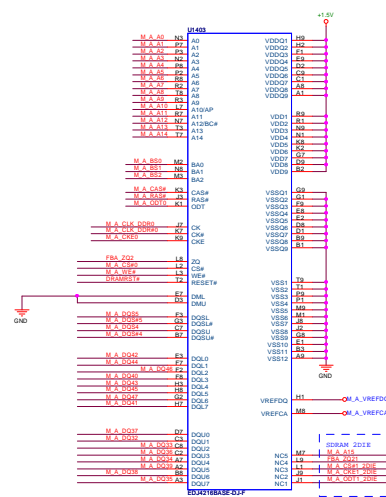 +1.5V
U1403
M_A_A0 N3 A0 VDDQ1 H9
M_A_A1 P7 A1 VDDQ2 H2
M_A_A2 P3 A2 VDDQ3 F1
M_A_A3 N2 A3 VDDQ4 E9
M_A_A4 P8 A4 VDDQ5 D2
M_A_A5 P2 A5 VDDQ6 C9
M_A_A6 R8 A6 VDDQ7 C1
M_A_A7 R2 A7 VDDQ8 A8
M_A_A8 T8 A8 VDDQ9 A1
M_A_A9 R3 A9
M_A_A10 L7 A10/AP
M_A_A11 R7 A11 VDD1 R9
M_A_A12 N7 A12/BC# VDD2 R1
M_A_A13 T3 A13 VDD3 N9
M_A_A14 T7 A14 VDD4 N1
VDD5 K8
VDD6 K2
VDD7 G7
M_A_BS0 M2 BA0 VDD8 D9
M_A_BS1 N8 BA1 VDD9 B2
M_A_BS2 M3 BA2
M_A_CAS# K3 CAS# VSSQ1 G9
M_A_RAS# J3 RAS# VSSQ2 G1
M_A_ODT0 K1 ODT VSSQ3 F9
VSSQ4 E8
VSSQ5 E2
M_A_CLK_DDR0 J7 CK VSSQ6 D8
M_A_CLK_DDR#0 K7 CK# VSSQ7 D1
M_A_CKE0 K9 CKE VSSQ8 B9
VSSQ9 B1
FBA_ZQ2 L8 ZQ
M_A_CS#0 L2 CS#
M_A_WE# L3 WE#
DRAMRST# T2 RESET# VSS1 T9
VSS2 T1
E7 DML VSS3 P9
D3 DMU VSS4 P1
GND
VSS5 M9
VSS6 M1
M_A_DQS5 F3 DQSL VSS7 J8
M_A_DQS#5 G3 DQSL# VSS8 J2
M_A_DQS4 C7 DQSU VSS9 G8
M_A_DQS#4 B7 DQSU# VSS10 E1
VSS11 B3
VSS12 A9
M_A_DQ42 E3 DQL0
M_A_DQ44 F7 DQL1
M_A_DQ46 F2 DQL2
GND
M_A_DQ40 F8 DQL3
M_A_DQ43 H3 DQL4
M_A_DQ45 H8 DQL5
M_A_DQ47 G2 DQL6 VREFDQ H1 M_A_VREFDQ
M_A_DQ41 H7 DQL7
VREFCA M8 M_A_VREFCA
M_A_DQ37 D7 DQU0
M_A_DQ32 C3 DQU1
SDRAM 2DIE
M_A_DQ33 C8 DQU2
M_A_DQ36 C2 DQU3 NC5 M7 M_A_A15
M_A_DQ34 A7 DQU4 NC4 L9 FBA_ZQ21
M_A_DQ39 A2 DQU5 NC3 L1 M_A_CS#1_2DIE
M_A_DQ38 B8 DQU6 NC2 J9 M_A_CKE1_2DIE
M_A_DQ35 A3 DQU7 NC1 J1 M_A_ODT1_2DIE
EDJ4216BASE-DJ-F